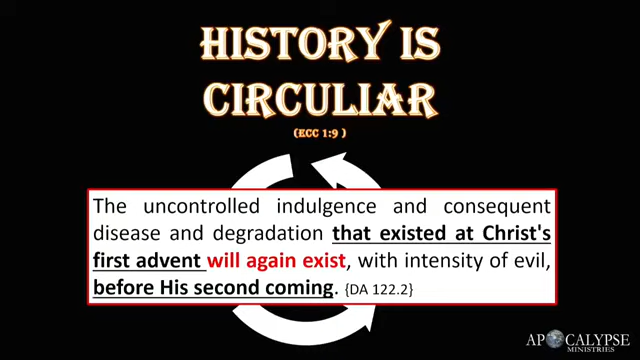 HISTORY IS
CIRCULIAR
(ECC 1:9 )
The uncontrolled indulgence and consequent
disease and degradation that existed at Christ's
first advent will again exist, with intensity of evil,
before His second coming. {DA 122.2}
APOCALYPSE
MINISTRIES